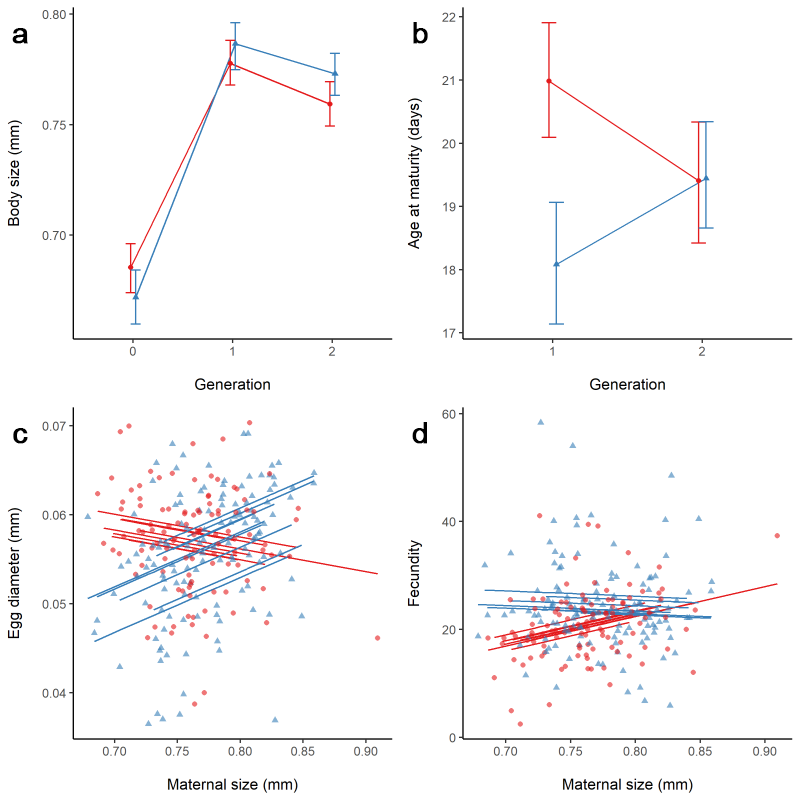 a
Body size (mm)
0.80
0.75
0.70
0
1
2
Generation
b
Age at maturity (days)
22
21
20
19
18
17
1
2
Generation
c
Egg diameter (mm)
0.07
0.06
0.05
0.04
0.70
0.75
0.80
0.85
0.90
Maternal size (mm)
d
Fecundity
60
40
20
0
0.70
0.75
0.80
0.85
0.90
Maternal size (mm)